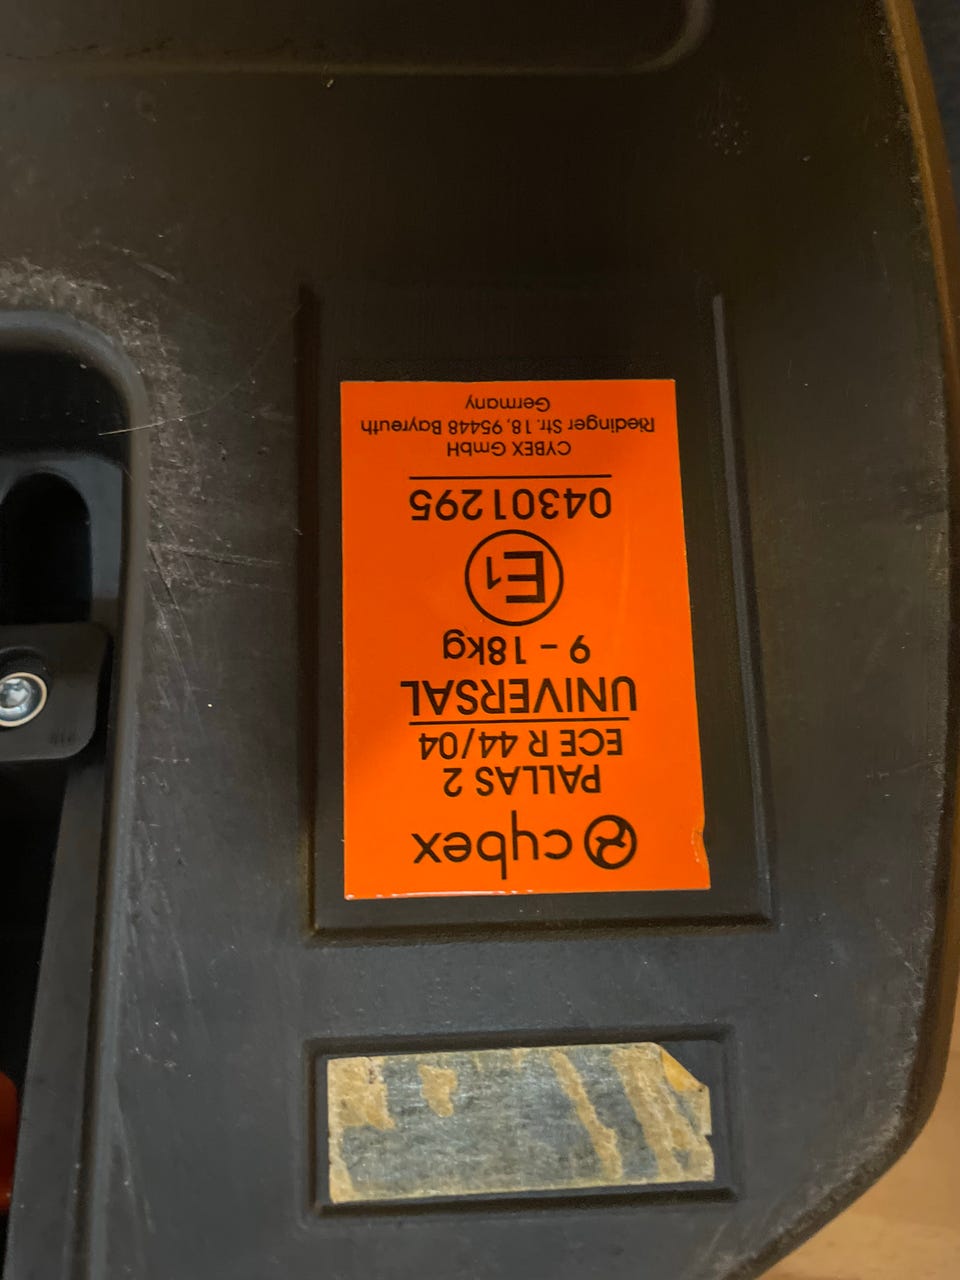 cybex
PALLAS 2
ECE R 44/04
UNIVERSAL
9 - 18kg
E1
04301295
CYBEX GmbH
Riedinger Str. 18, 95448 Bayreuth
Germany